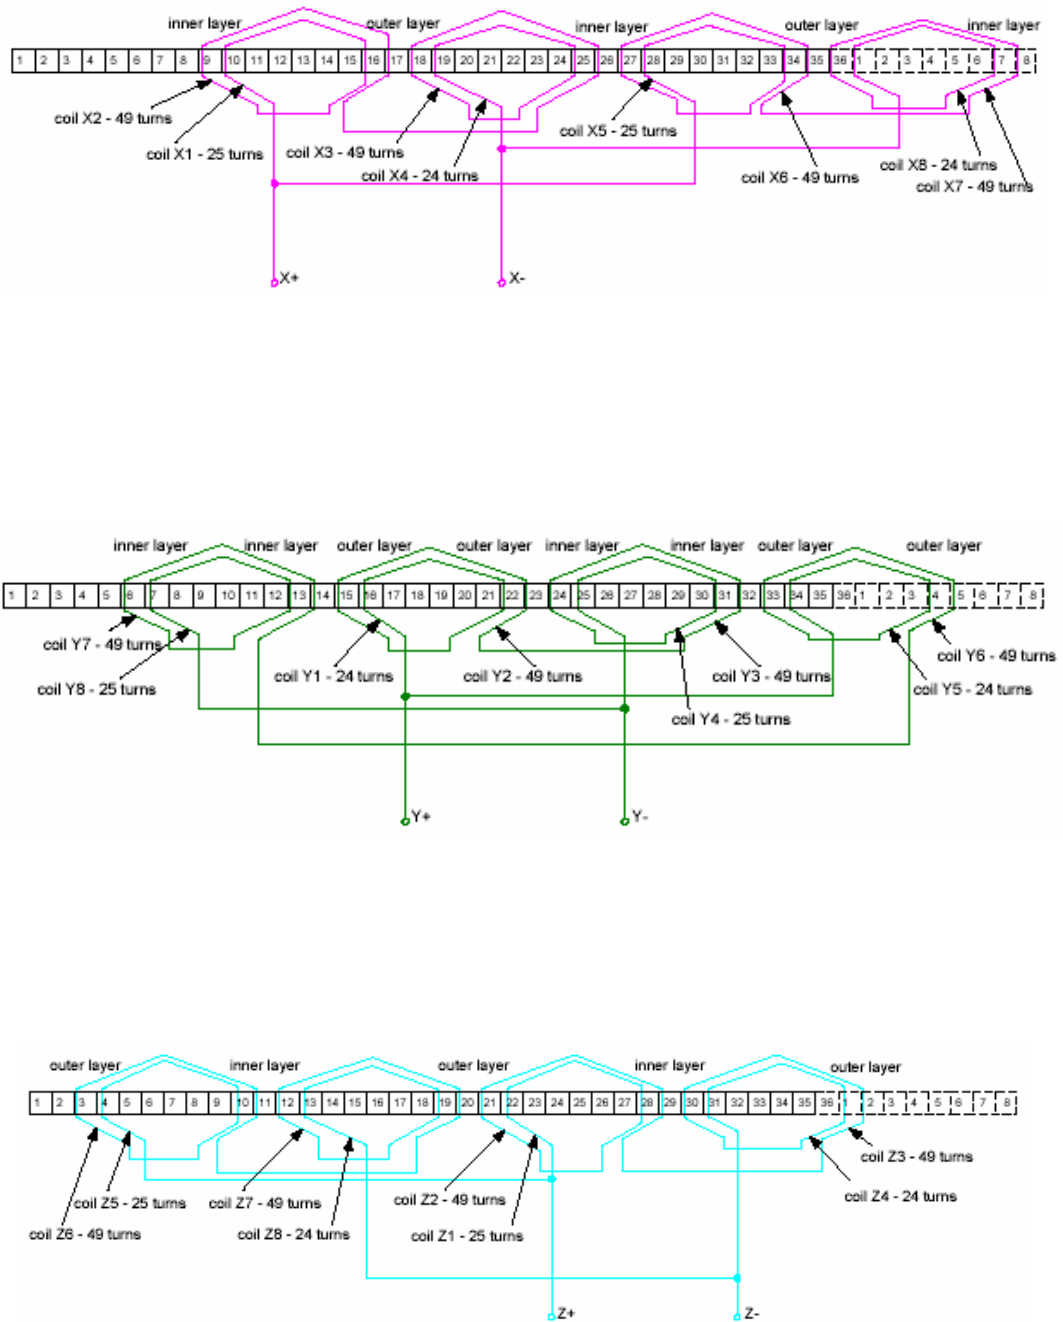 inner layer outer layer inner layer outer layer inner layer
1 2 3 4 5 6 7 8 9 10 11 12 13 14 15 16 17 18 19 20 21 22 23 24 25 26 27 28 29 30 31 32 33 34 35 36 1 2 3 4 5 6 7 8
coil X2 - 49 turns
coil X1 - 25 turns
coil X3 - 49 turns
coil X4 - 24 turns
coil X5 - 25 turns
coil X6 - 49 turns
coil X8 - 24 turns
coil X7 - 49 turns
X+ X-
inner layer inner layer outer layer outer layer inner layer inner layer outer layer outer layer
1 2 3 4 5 6 7 8 9 10 11 12 13 14 15 16 17 18 19 20 21 22 23 24 25 26 27 28 29 30 31 32 33 34 35 36 1 2 3 4 5 6 7 8
coil Y7 - 49 turns
coil Y8 - 25 turns
coil Y1 - 24 turns
coil Y2 - 49 turns
coil Y3 - 49 turns
coil Y4 - 25 turns
coil Y6 - 49 turns
coil Y5 - 24 turns
Y+ Y-
outer layer inner layer outer layer inner layer outer layer
1 2 3 4 5 6 7 8 9 10 11 12 13 14 15 16 17 18 19 20 21 22 23 24 25 26 27 28 29 30 31 32 33 34 35 36 1 2 3 4 5 6 7 8
coil Z3 - 49 turns
coil Z4 - 24 turns
coil Z5 - 25 turns
coil Z7 - 49 turns
coil Z2 - 49 turns
coil Z6 - 49 turns
coil Z8 - 24 turns
coil Z1 - 25 turns
Z+ Z-